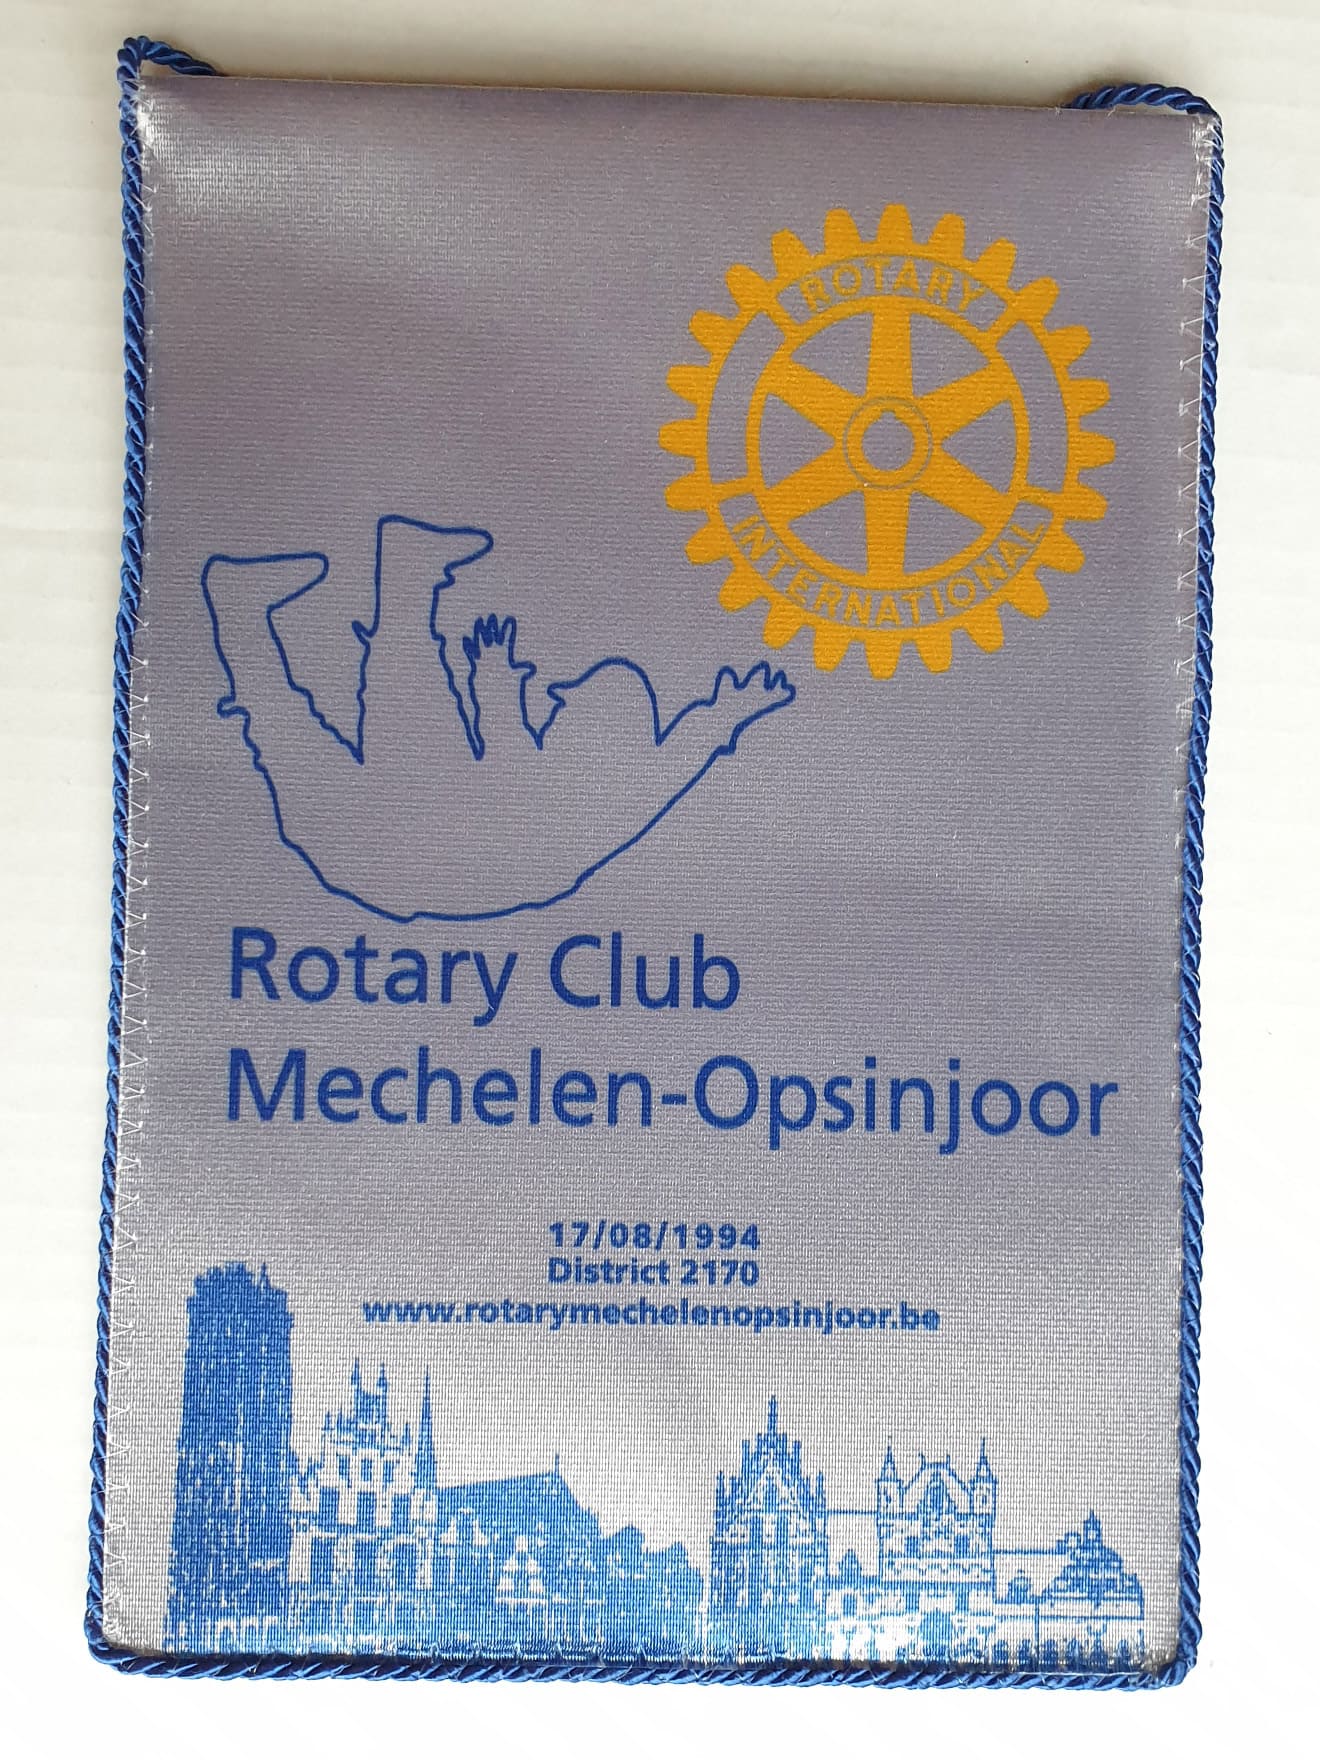 ROTARY
INTERNATIONAL
Rotary Club
Mechelen-Opsinjoor
17/08/1994
District 2170
www.rotarymechelenopsinjoor.be